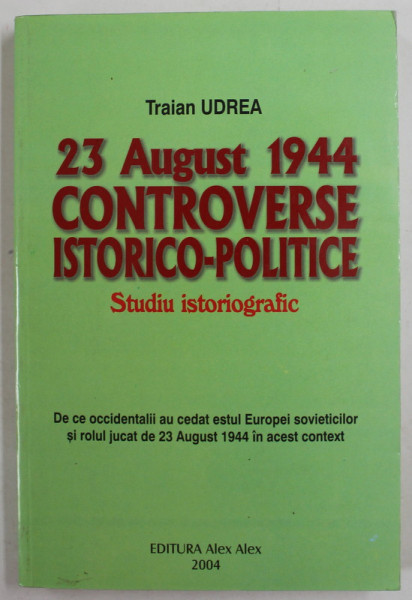 Traian UDREA
23 August 1944
CONTROVERSE
ISTORICO-POLITICE
Studiu istoriografic
De ce occidentalii au cedat estul Europei sovieticilor
și rolul jucat de 23 August 1944 în acest context
EDITURA Alex Alex
2004